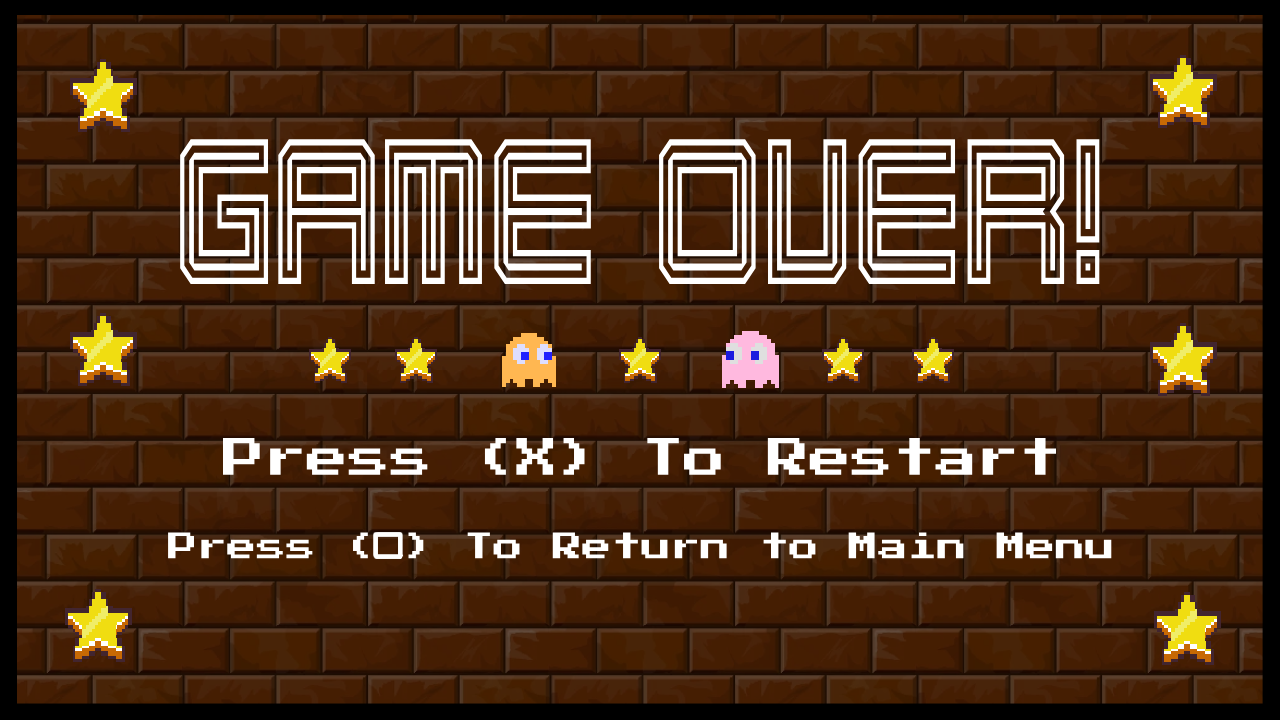 GAME OVER!
Press (X) To Restart
Press (□) To Return to Main Menu